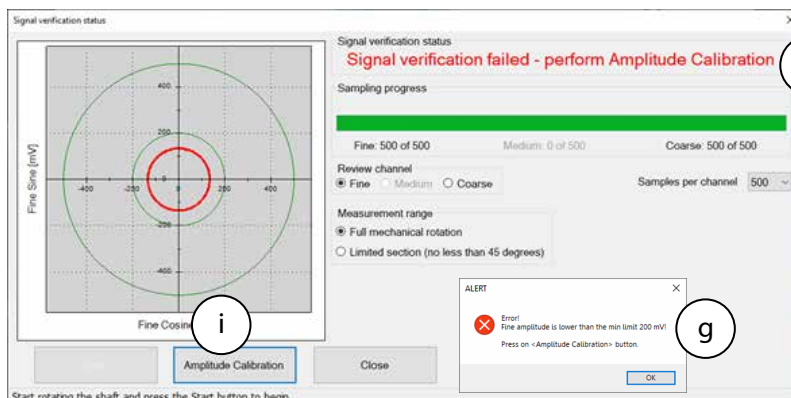 Signal verification status
Signal verification status
Signal verification failed - perform Amplitude Calibration
Sampling progress
Fine: 500 of 500 Medium: 0 of 500 Coarse: 500 of 500
Review channel
Fine Medium Coarse
Samples per channel 500
Measurement range
Full mechanical rotation
Limited section (no less than 45 degrees)
Fine Sine [mV]
400
200
-400 -200 0 200 400
-200
-400
Fine Cosine
i
ALERT
Error!
Fine amplitude is lower than the min limit 200 mV!
Press on <Amplitude Calibration> button.
OK
g
Amplitude Calibration Close
Start rotating the shaft and press the Start button to begin